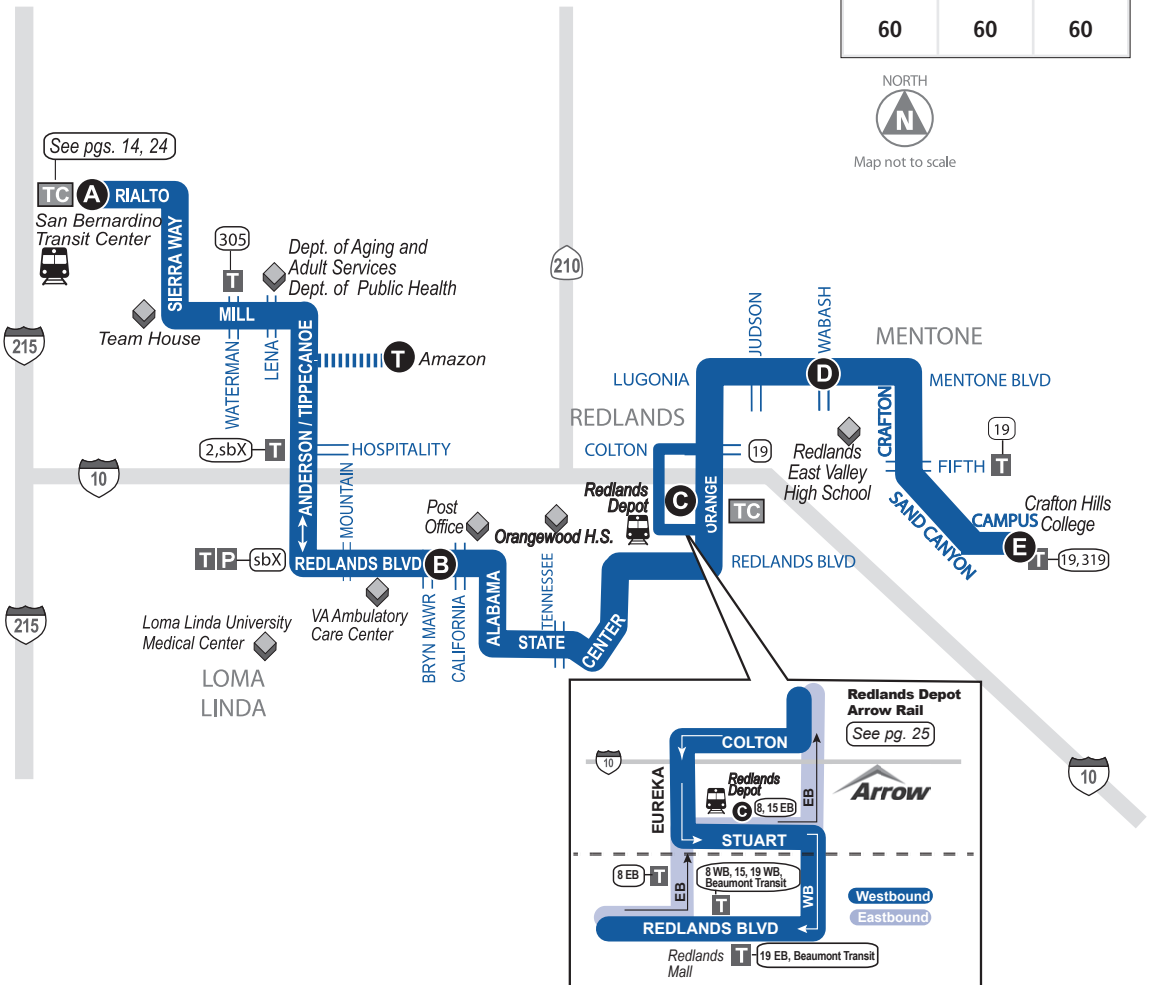 60 60 60
NORTH
N
Map not to scale
See pgs. 14, 24
TC A RIALTO
San Bernardino
Transit Center
SIERRA WAY
305
T
Dept. of Aging and
Adult Services
Dept. of Public Health
210
MILL
Team House
215
WATERMAN
LENA
ANDERSON / TIPPECANOE
T Amazon
JUDSON
WABASH
MENTONE
LUGONIA
D
MENTONE BLVD
REDLANDS
CRAFTON
2,sbX T
HOSPITALITY
COLTON
19
Redlands
East Valley
High School
19
FIFTH T
10
MOUNTAIN
Post
Office
Redlands
Depot
C
ORANGE
TC
Orangewood H.S.
SAND CANYON
CAMPUS
Crafton Hills
College
E
T 19, 319
T P sbX
REDLANDS BLVD B
TENNESSEE
REDLANDS BLVD
215
Loma Linda University
Medical Center
VA Ambulatory
Care Center
BRYN MAWR
CALIFORNIA
ALABAMA
STATE
CENTER
LOMA
LINDA
Redlands Depot
Arrow Rail
See pg. 25
COLTON
10
EUREKA
Redlands
Depot
C 8, 15 EB
EB
Arrow
10
STUART
8 EB T
EB
8 WB, 15, 19 WB,
Beaumont Transit
T
WB
Westbound
Eastbound
REDLANDS BLVD
Redlands
Mall
T 19 EB, Beaumont Transit